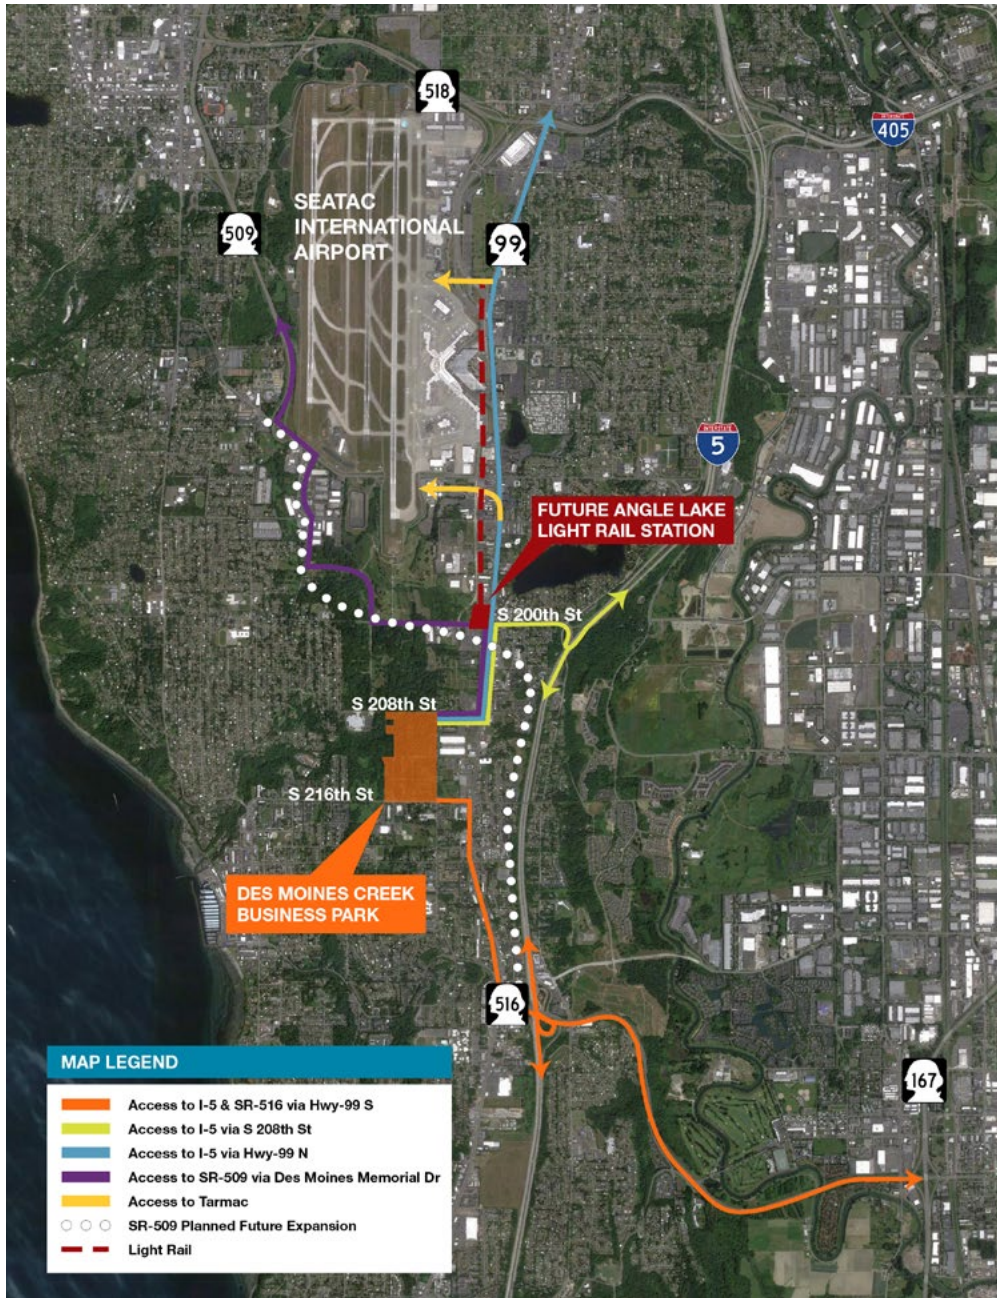 518
INTERSTATE
405
SEATAC
INTERNATIONAL
AIRPORT
509
99
INTERSTATE
5
FUTURE ANGLE LAKE
LIGHT RAIL STATION
S 200th St
S 208th St
S 216th St
DES MOINES CREEK
BUSINESS PARK
516
167
MAP LEGEND
Access to I-5 & SR-516 via Hwy-99 S
Access to I-5 via S 208th St
Access to I-5 via Hwy-99 N
Access to SR-509 via Des Moines Memorial Dr
Access to Tarmac
SR-509 Planned Future Expansion
Light Rail